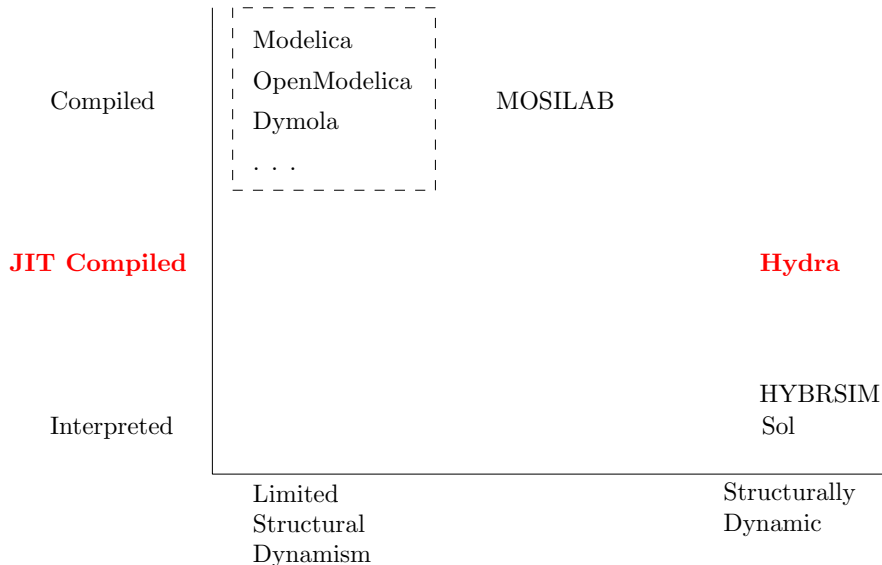 Modelica
OpenModelica
Compiled
MOSILAB
Dymola
. . .
JIT Compiled
Hydra
HYBRSIM
Interpreted
Sol
Limited
Structural
Dynamism
Structurally
Dynamic